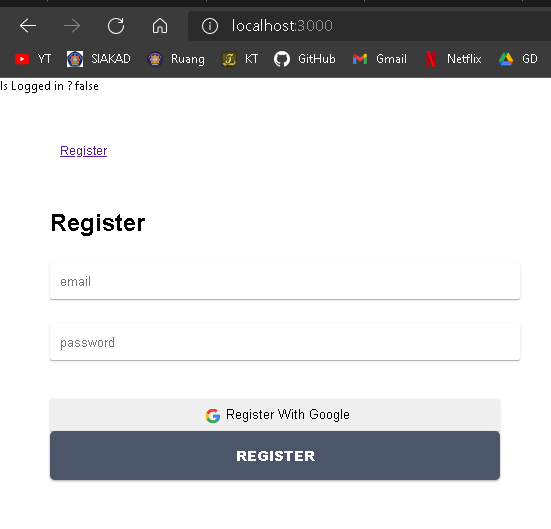 localhost:3000
YT SIAKAD Ruang KT GitHub Gmail Netflix GD
Is Logged in ? false
Register
Register
email
password
Register With Google
REGISTER